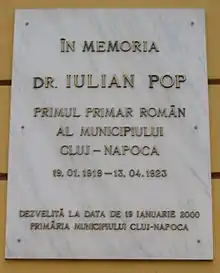 ÎN MEMORIA
DR. IULIAN POP
PRIMUL PRIMAR ROMÂN
AL MUNICIPIULUI
CLUJ-NAPOCA
19.01.1919-13.04.1923
DEZVELITĂ LA DATA DE 19 IANUARIE 2000
PRIMĂRIA MUNICIPIULUI CLUJ-NAPOCA